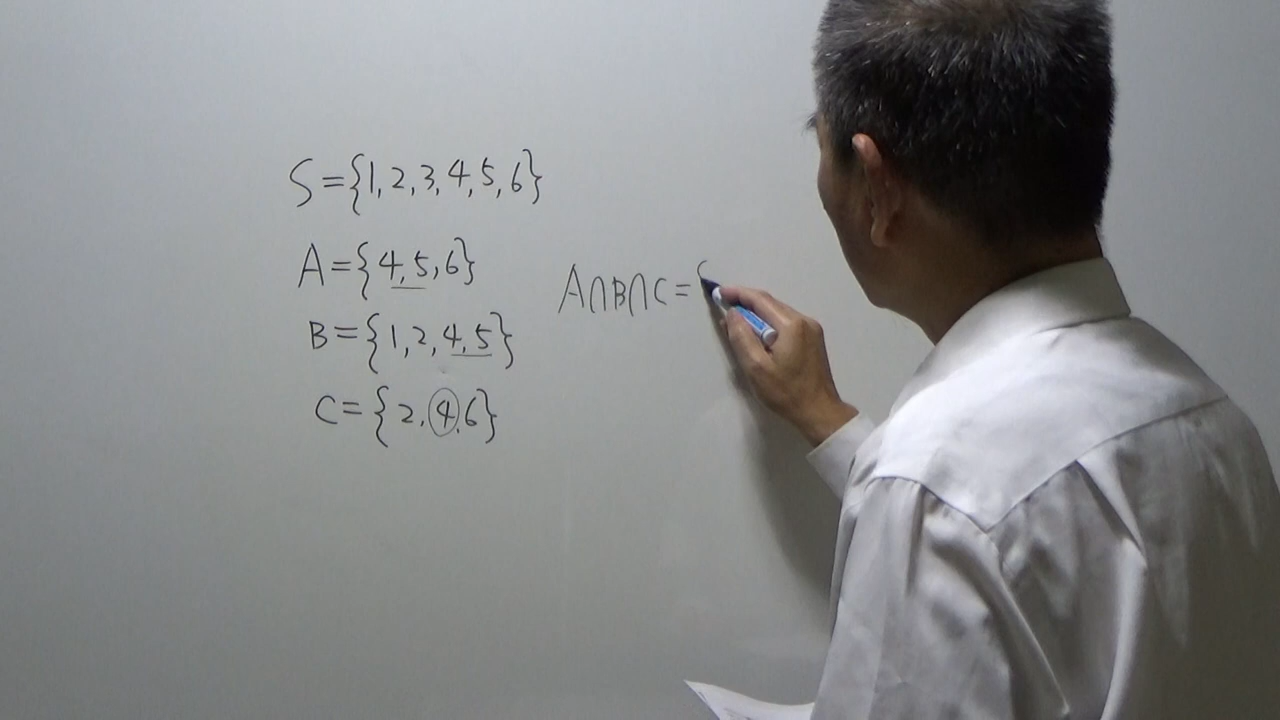 S={1,2,3,4,5,6}
A={4,5,6}
B={1,2,4,5}
C={2,4,6}
A∩B∩C={